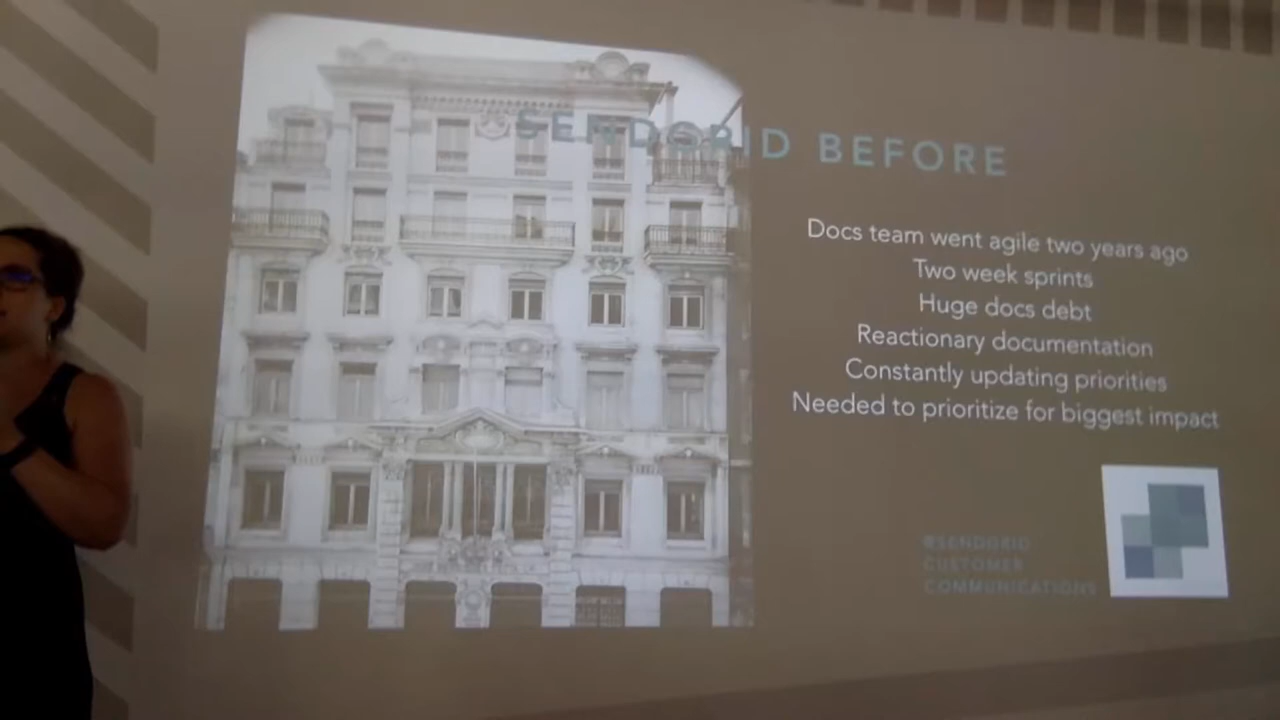 SENDGRID BEFORE
Docs team went agile two years ago
Two week sprints
Huge docs debt
Reactionary documentation
Constantly updating priorities
Needed to prioritize for biggest impact
@SENDGRID
CUSTOMER
COMMUNICATIONS